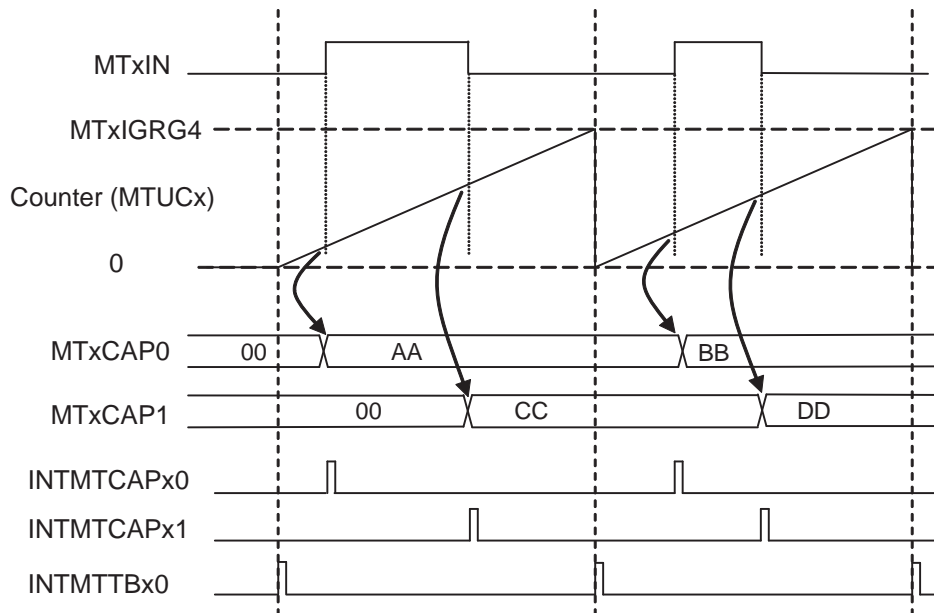 MTxIN
MTxIGRG4
Counter (MTUCx)
0
MTxCAP0 00 AA BB
MTxCAP1 00 CC DD
INTMTCAPx0
INTMTCAPx1
INTMTTBx0